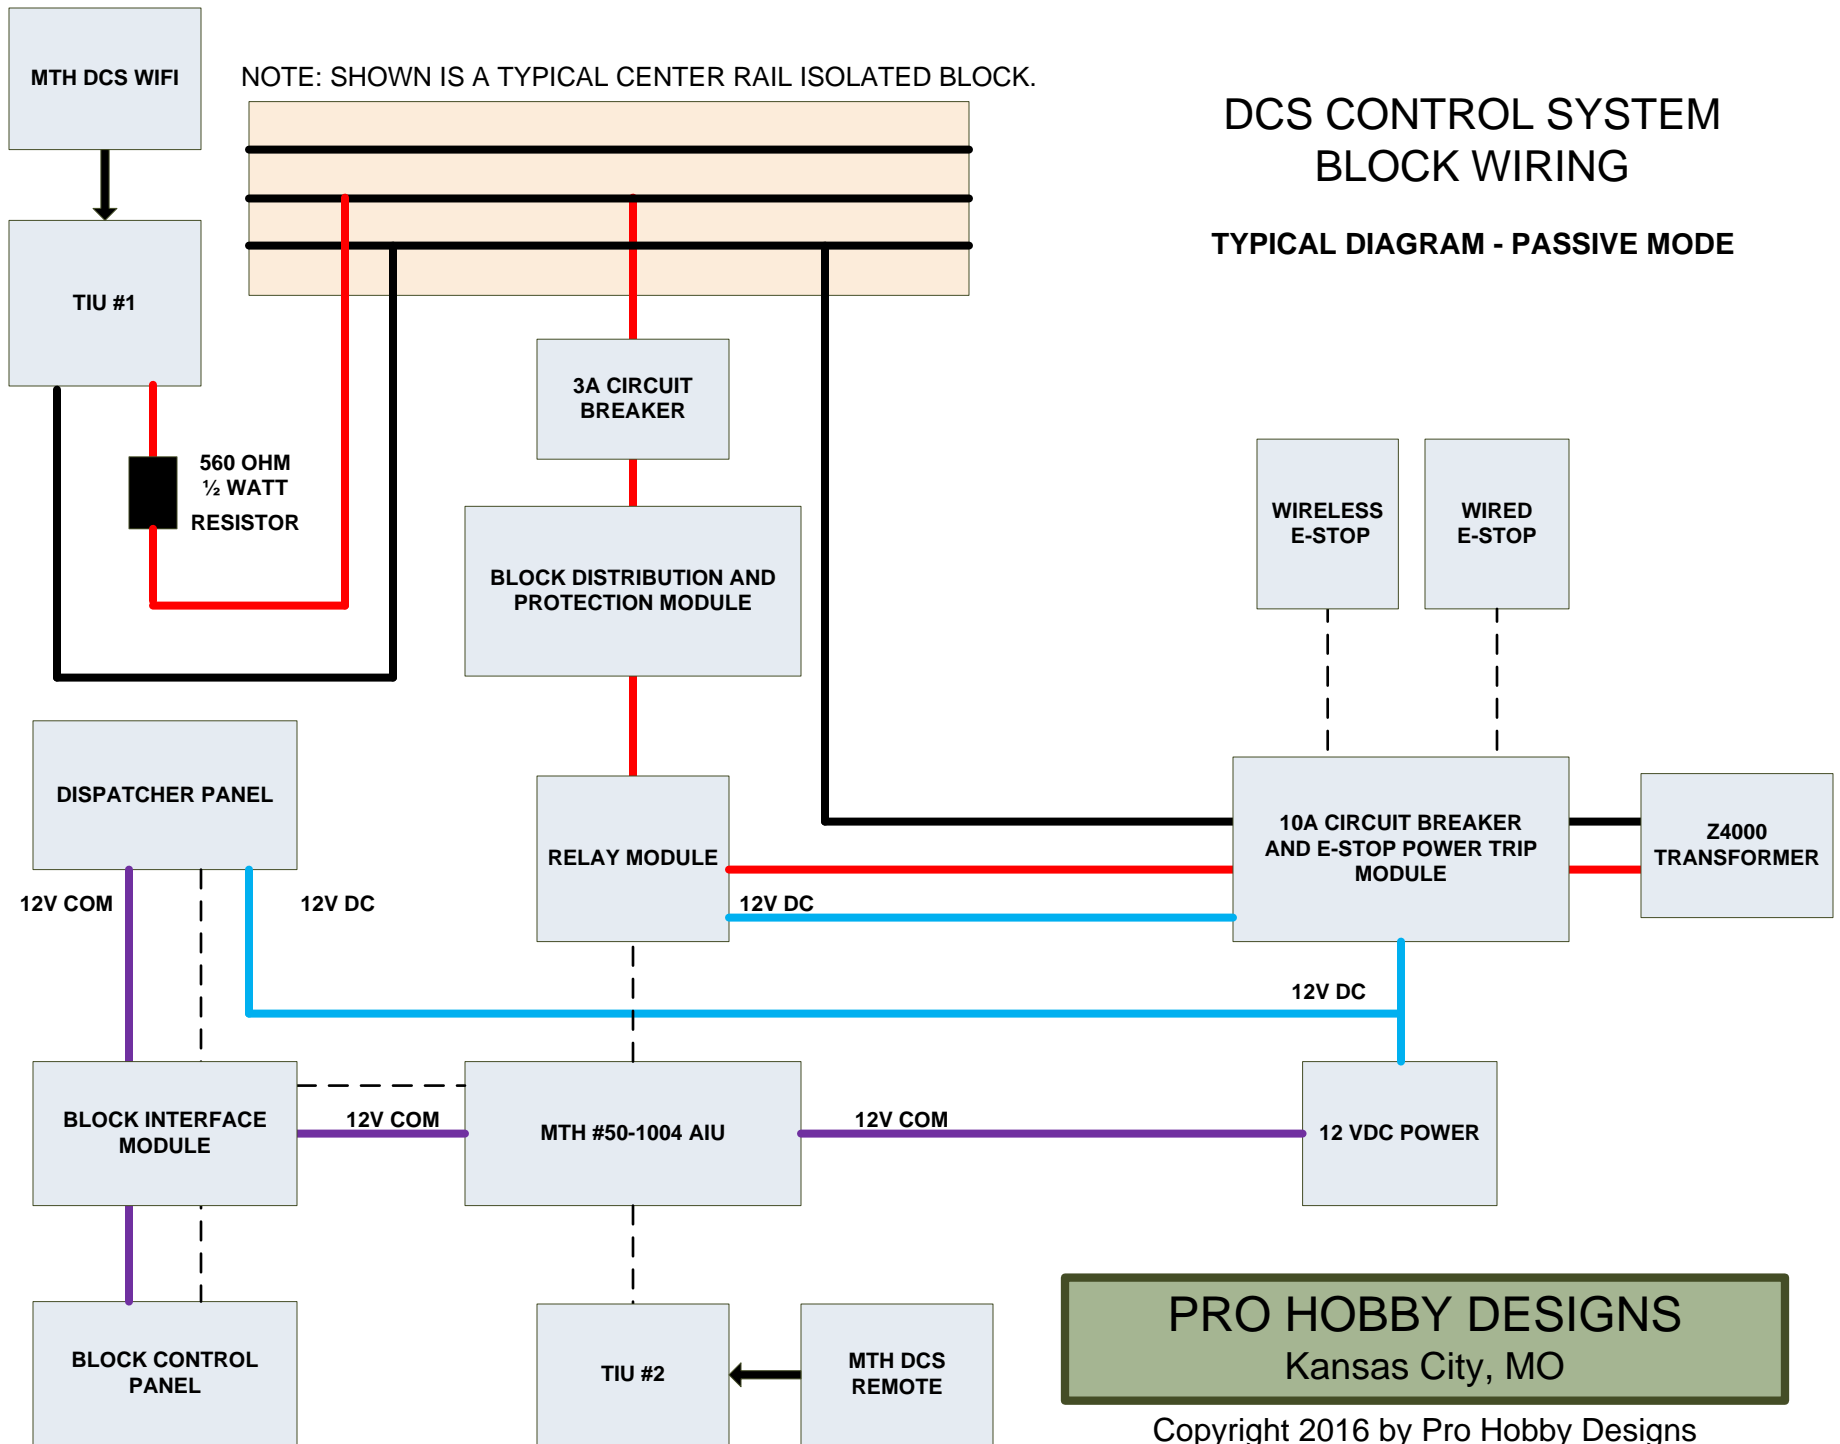 MTH DCS WIFI
NOTE: SHOWN IS A TYPICAL CENTER RAIL ISOLATED BLOCK.
DCS CONTROL SYSTEM
BLOCK WIRING
TYPICAL DIAGRAM - PASSIVE MODE
TIU #1
3A CIRCUIT
BREAKER
560 OHM
½ WATT
RESISTOR
WIRELESS
E-STOP
WIRED
E-STOP
BLOCK DISTRIBUTION AND
PROTECTION MODULE
DISPATCHER PANEL
RELAY MODULE
10A CIRCUIT BREAKER
AND E-STOP POWER TRIP
MODULE
Z4000
TRANSFORMER
12V COM
12V DC
12V DC
12V DC
BLOCK INTERFACE
MODULE
12V COM
MTH #50-1004 AIU
12V COM
12 VDC POWER
BLOCK CONTROL
PANEL
TIU #2
MTH DCS
REMOTE
PRO HOBBY DESIGNS
Kansas City, MO
Copyright 2016 by Pro Hobby Designs